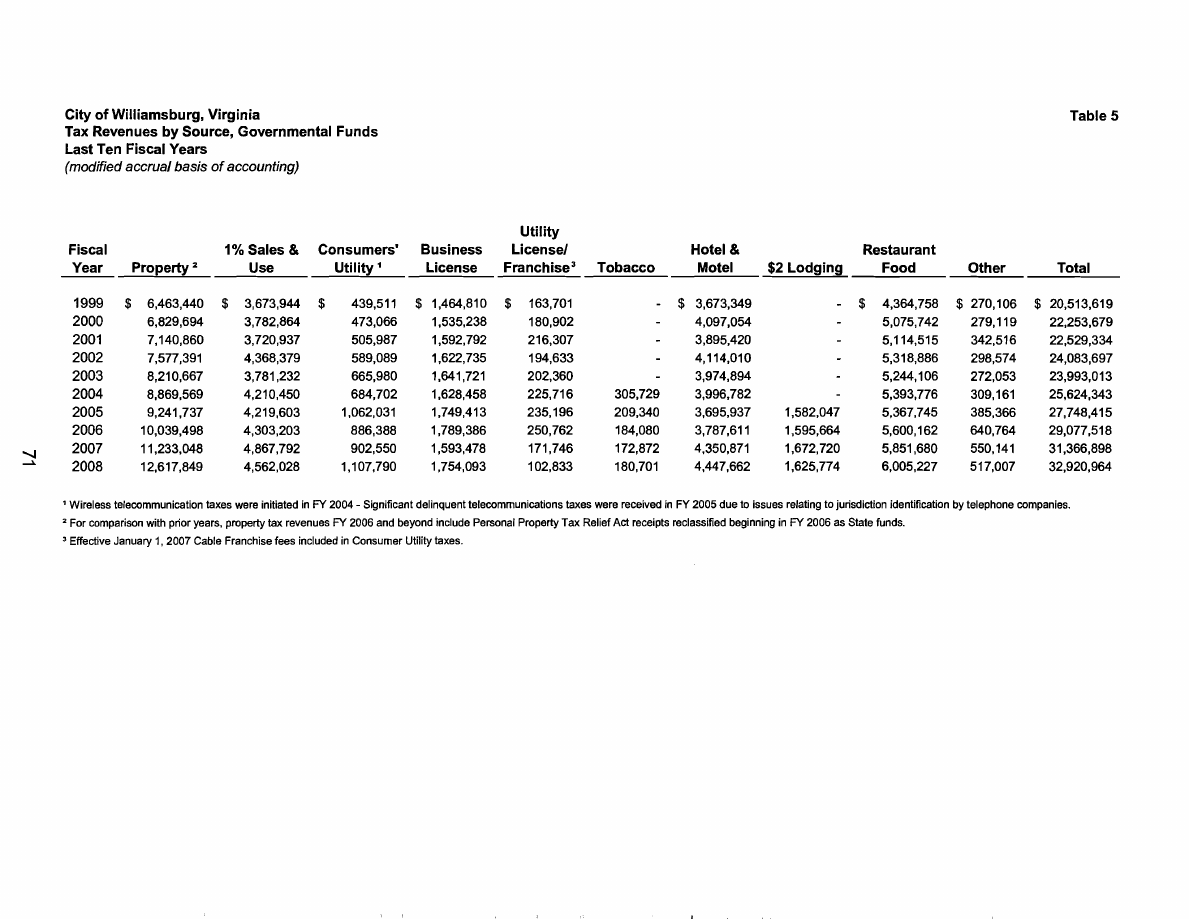 City of Williamsburg, Virginia Table 5
Tax Revenues by Source, Governmental Funds
Last Ten Fiscal Years
(modified accrual basis of accounting)
Utility
Fiscal 1% Sales & Consumers' Business License/ Hotel & Restaurant
Year Property ² Use Utility ¹ License Franchise³ Tobacco Motel $2 Lodging Food Other Total
1999 $ 6,463,440 $ 3,673,944 $ 439,511 $ 1,464,810 $ 163,701 - $ 3,673,349 - $ 4,364,758 $ 270,106 $ 20,513,619
2000 6,829,694 3,782,864 473,066 1,535,238 180,902 - 4,097,054 - 5,075,742 279,119 22,253,679
2001 7,140,860 3,720,937 505,987 1,592,792 216,307 - 3,895,420 - 5,114,515 342,516 22,529,334
2002 7,577,391 4,368,379 589,089 1,622,735 194,633 - 4,114,010 - 5,318,886 298,574 24,083,697
2003 8,210,667 3,781,232 665,980 1,641,721 202,360 - 3,974,894 - 5,244,106 272,053 23,993,013
2004 8,869,569 4,210,450 684,702 1,628,458 225,716 305,729 3,996,782 - 5,393,776 309,161 25,624,343
2005 9,241,737 4,219,603 1,062,031 1,749,413 235,196 209,340 3,695,937 1,582,047 5,367,745 385,366 27,748,415
2006 10,039,498 4,303,203 886,388 1,789,386 250,762 184,080 3,787,611 1,595,664 5,600,162 640,764 29,077,518
2007 11,233,048 4,867,792 902,550 1,593,478 171,746 172,872 4,350,871 1,672,720 5,851,680 550,141 31,366,898
2008 12,617,849 4,562,028 1,107,790 1,754,093 102,833 180,701 4,447,662 1,625,774 6,005,227 517,007 32,920,964
¹ Wireless telecommunication taxes were initiated in FY 2004 - Significant delinquent telecommunications taxes were received in FY 2005 due to issues relating to jurisdiction identification by telephone companies.
² For comparison with prior years, property tax revenues FY 2006 and beyond include Personal Property Tax Relief Act receipts reclassified beginning in FY 2006 as State funds.
³ Effective January 1, 2007 Cable Franchise fees included in Consumer Utility taxes.
71